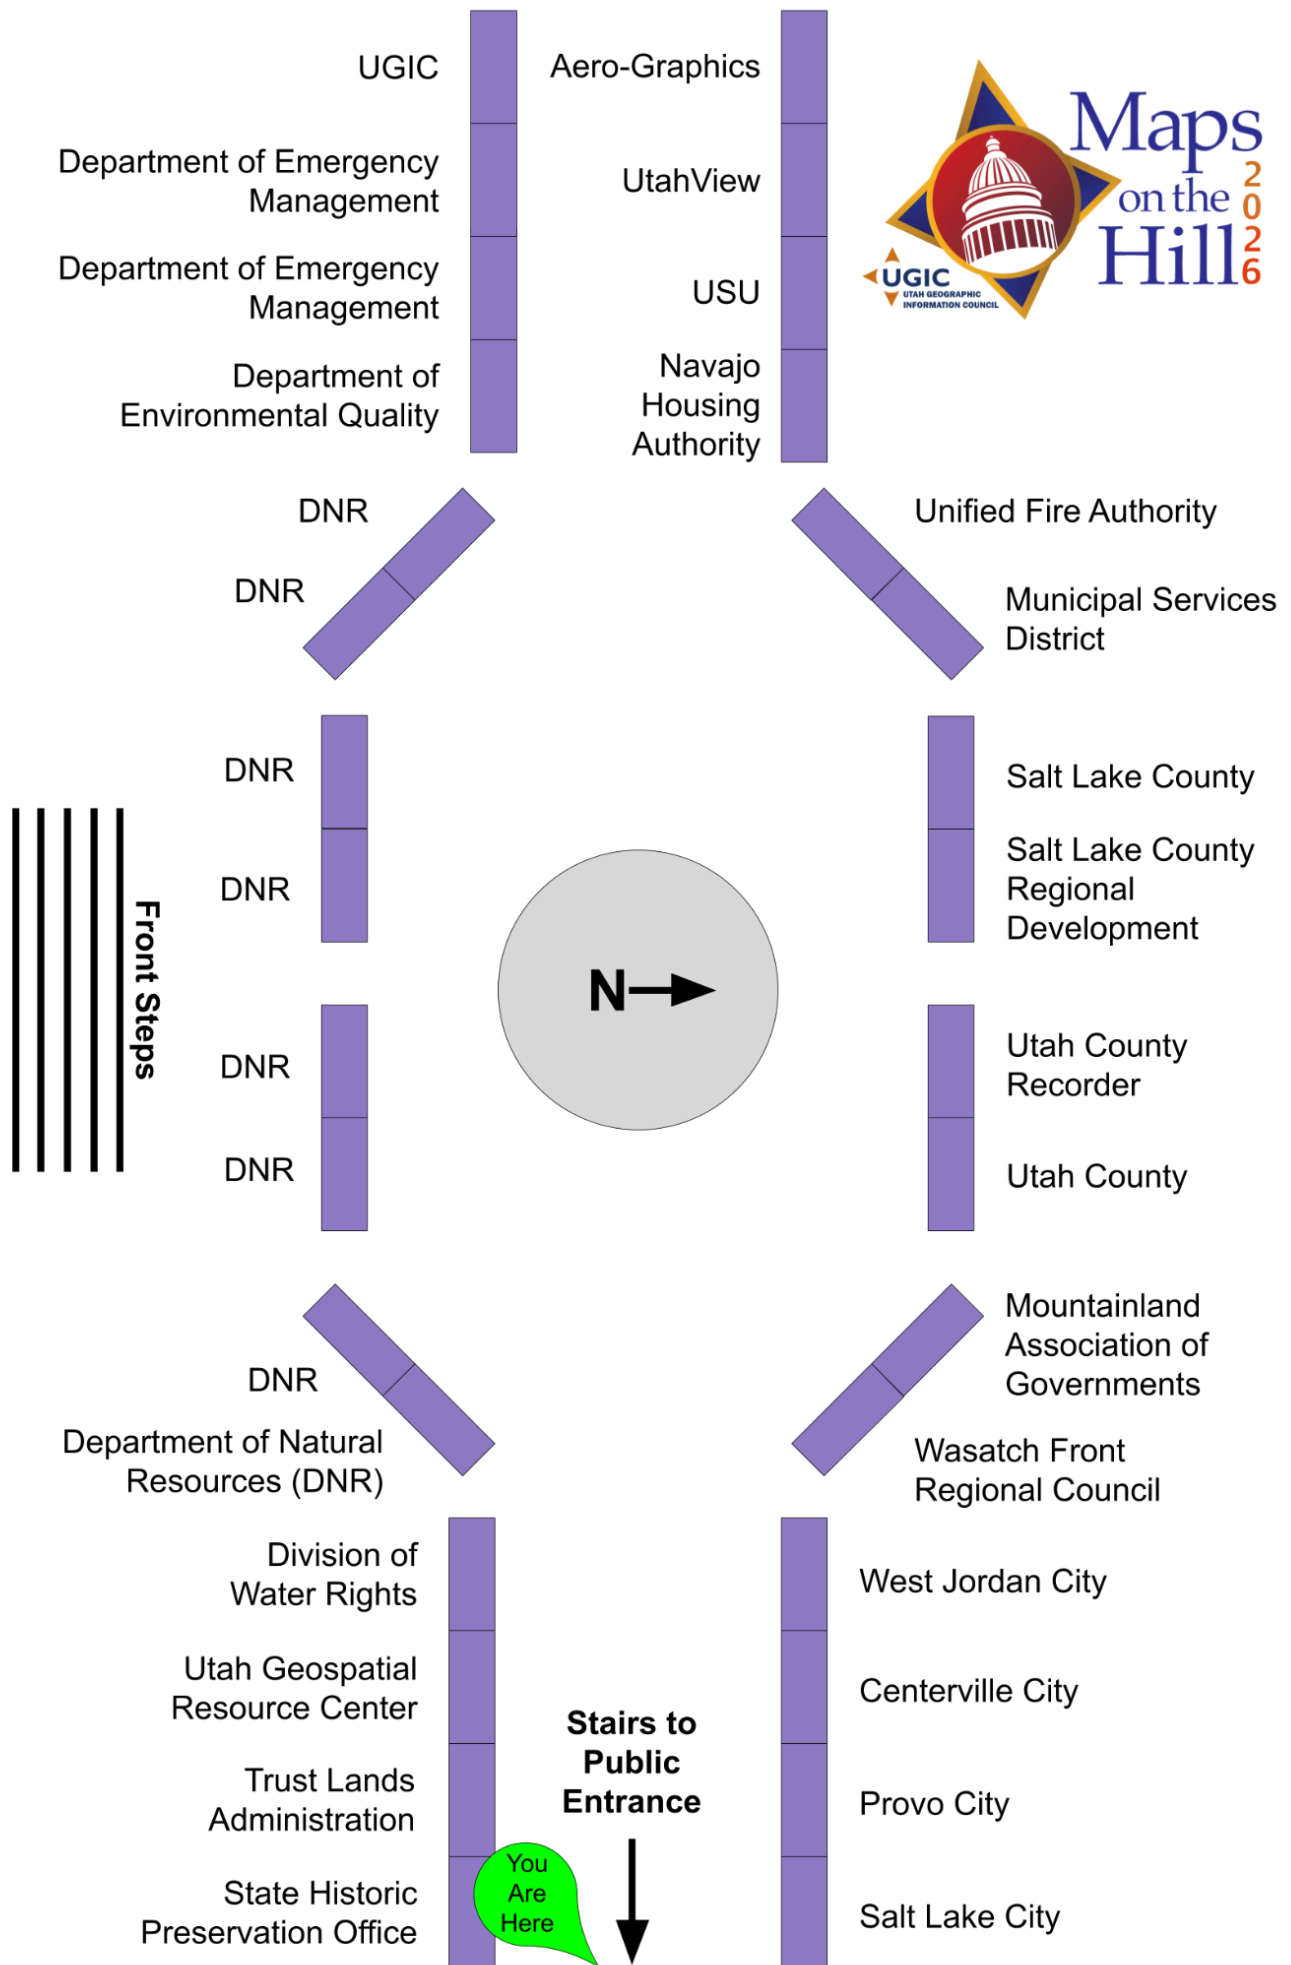 UGIC
Aero-Graphics
Maps
on the
Hill
2026
UGIC
UTAH GEOGRAPHIC
INFORMATION COUNCIL
Department of Emergency
Management
UtahView
Department of Emergency
Management
USU
Department of
Environmental Quality
Navajo
Housing
Authority
DNR
Unified Fire Authority
DNR
Municipal Services
District
DNR
Salt Lake County
DNR
Salt Lake County
Regional
Development
Front Steps
N
DNR
Utah County
Recorder
DNR
Utah County
DNR
Mountainland
Association of
Governments
Department of Natural
Resources (DNR)
Wasatch Front
Regional Council
Division of
Water Rights
West Jordan City
Utah Geospatial
Resource Center
Centerville City
Stairs to
Public
Entrance
Trust Lands
Administration
Provo City
State Historic
Preservation Office
You
Are
Here
Salt Lake City